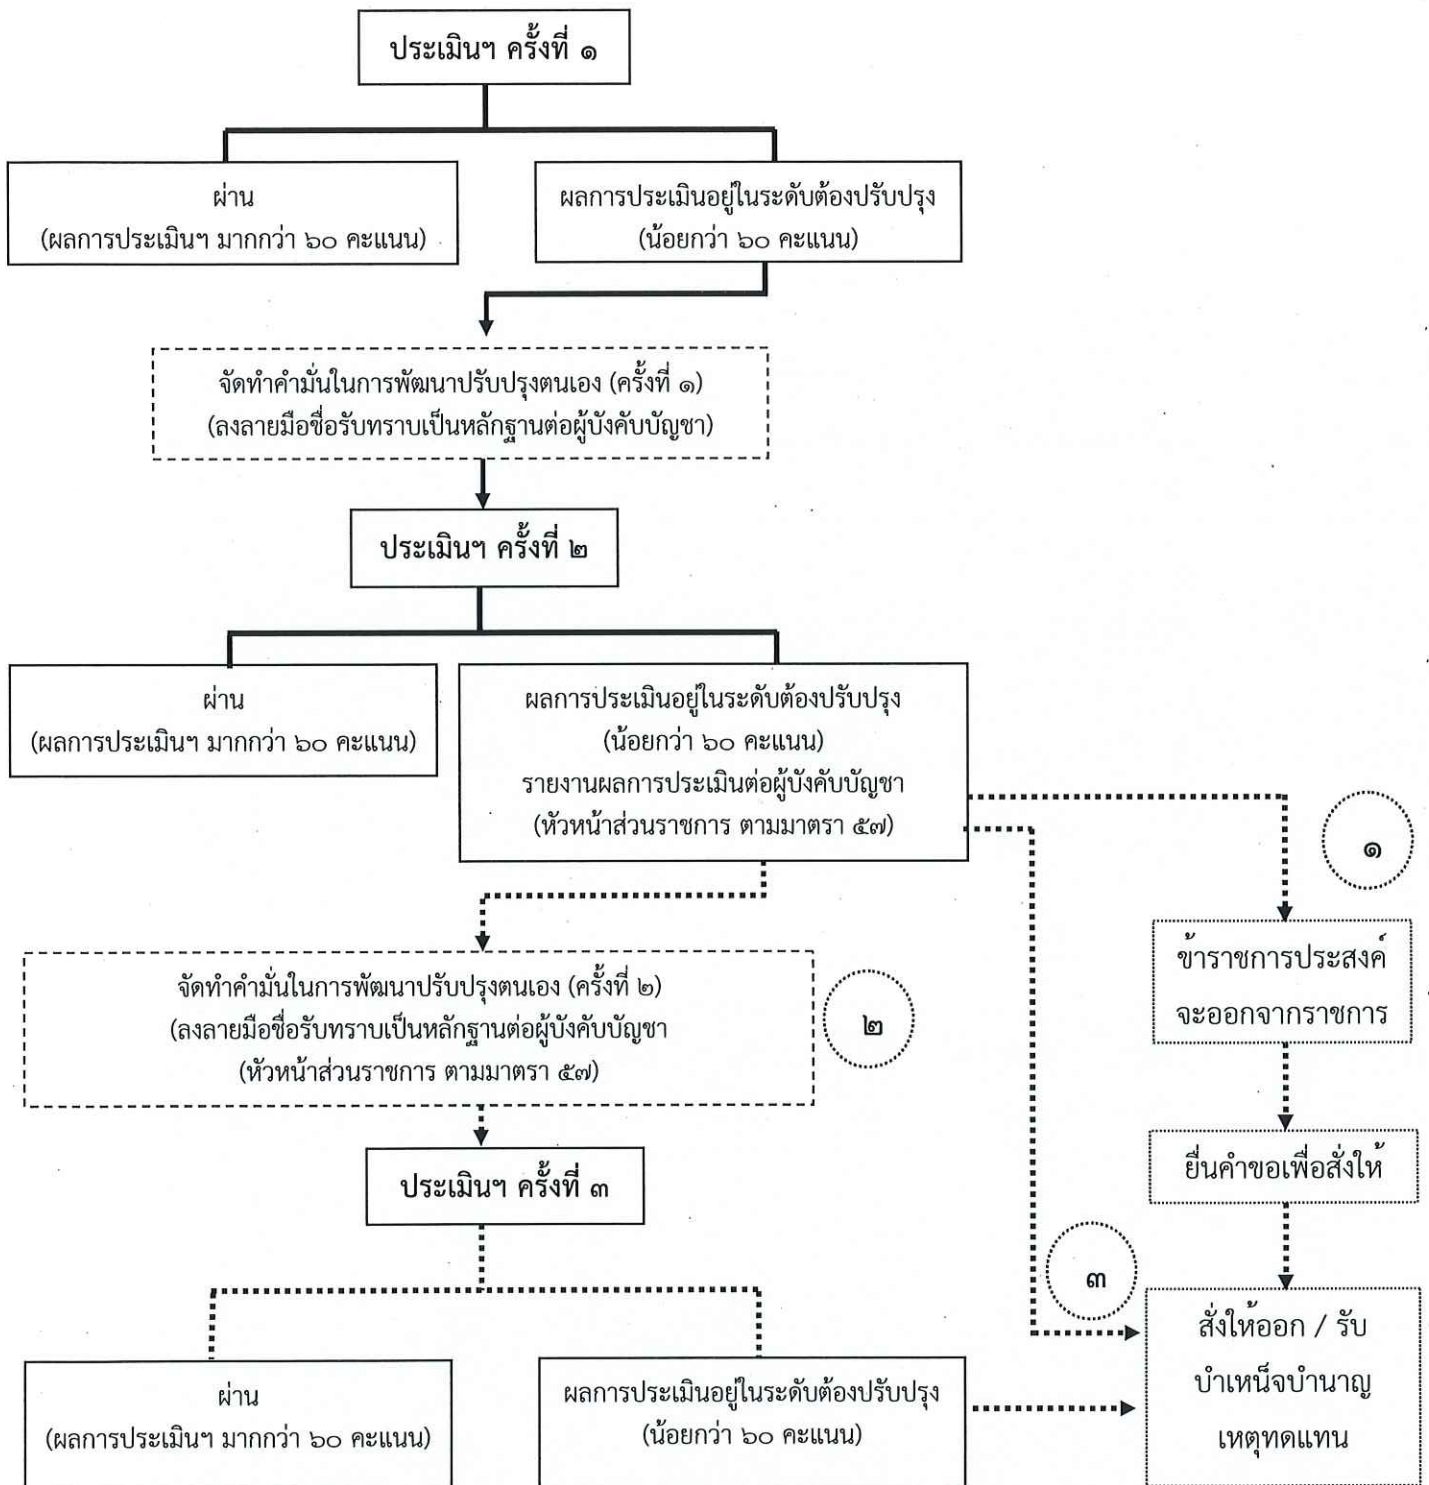 ประเมินฯ ครั้งที่ ๑
ผ่าน
(ผลการประเมินฯ มากกว่า ๖๐ คะแนน)
ผลการประเมินอยู่ในระดับต้องปรับปรุง
(น้อยกว่า ๖๐ คะแนน)
จัดทำคำมั่นในการพัฒนาปรับปรุงตนเอง (ครั้งที่ ๑)
(ลงลายมือชื่อรับทราบเป็นหลักฐานต่อผู้บังคับบัญชา)
ประเมินฯ ครั้งที่ ๒
ผ่าน
(ผลการประเมินฯ มากกว่า ๖๐ คะแนน)
ผลการประเมินอยู่ในระดับต้องปรับปรุง
(น้อยกว่า ๖๐ คะแนน)
รายงานผลการประเมินต่อผู้บังคับบัญชา
(หัวหน้าส่วนราชการ ตามมาตรา ๕๗)
๑
ข้าราชการประสงค์
จะออกจากราชการ
จัดทำคำมั่นในการพัฒนาปรับปรุงตนเอง (ครั้งที่ ๒)
(ลงลายมือชื่อรับทราบเป็นหลักฐานต่อผู้บังคับบัญชา
(หัวหน้าส่วนราชการ ตามมาตรา ๕๗)
๒
ยื่นคำขอเพื่อสั่งให้
ประเมินฯ ครั้งที่ ๓
๓
สั่งให้ออก / รับ
บำเหน็จบำนาญ
เหตุทดแทน
ผ่าน
(ผลการประเมินฯ มากกว่า ๖๐ คะแนน)
ผลการประเมินอยู่ในระดับต้องปรับปรุง
(น้อยกว่า ๖๐ คะแนน)